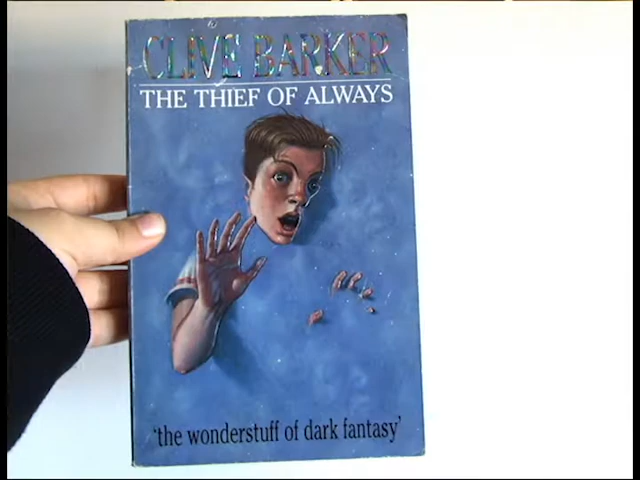 CLIVE BARKER
THE THIEF OF ALWAYS
'the wonderstuff of dark fantasy'